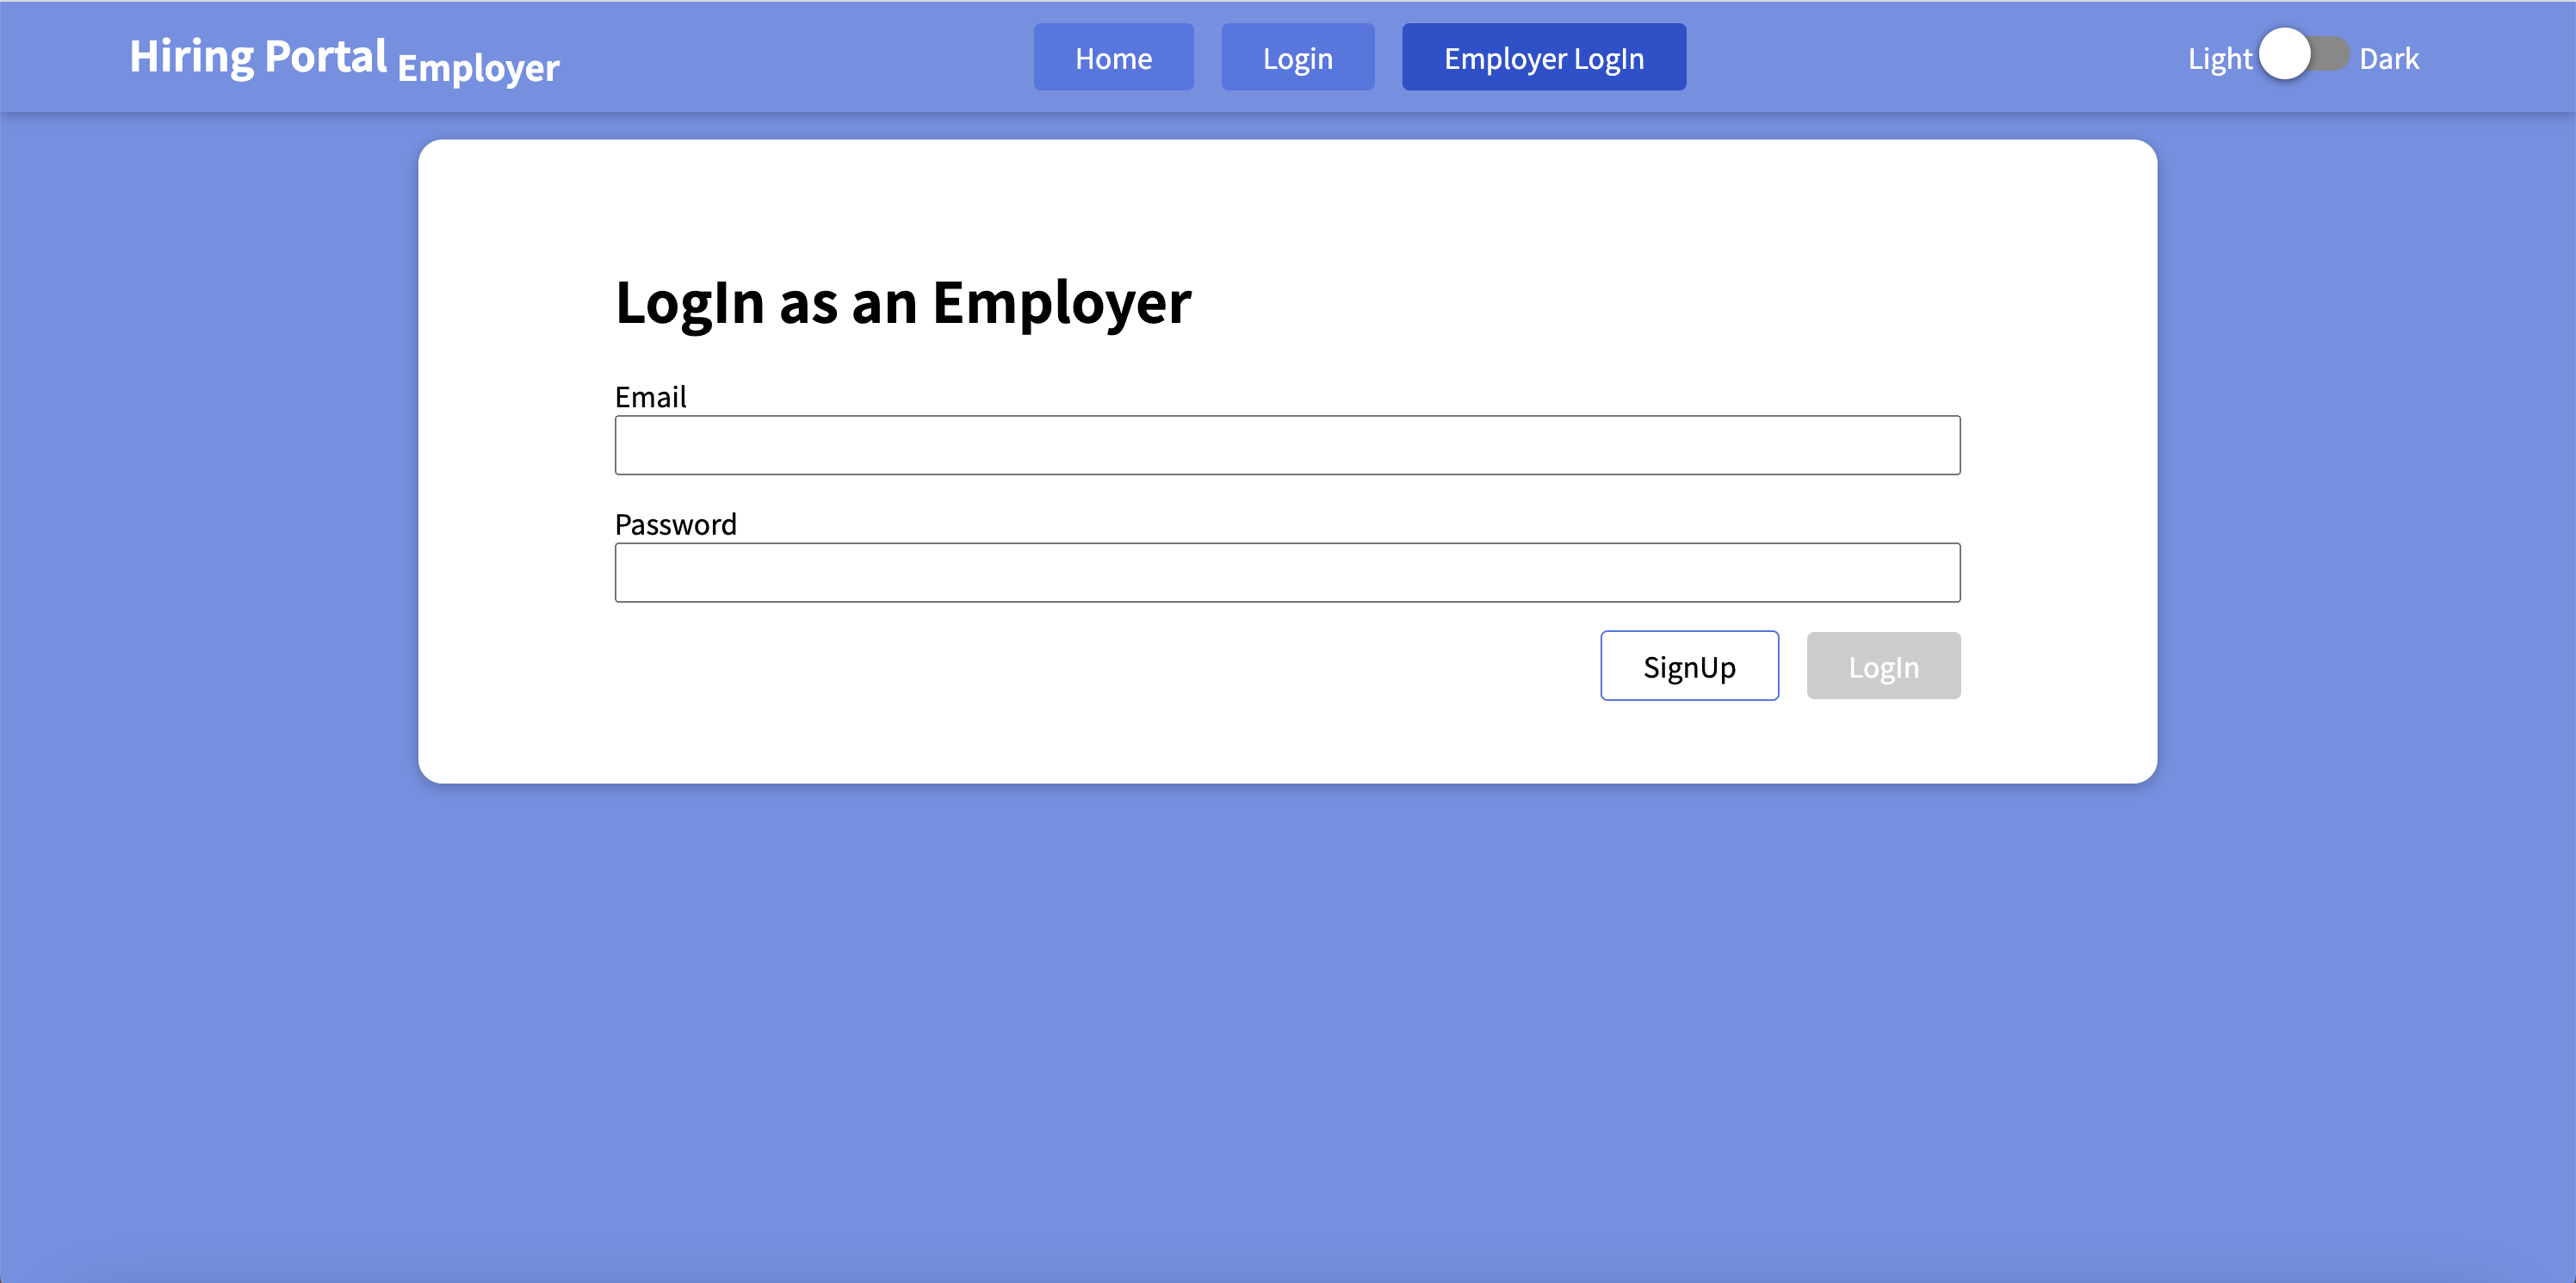 Hiring Portal Employer
Home
Login
Employer LogIn
Light
Dark
LogIn as an Employer
Email
Password
SignUp
LogIn